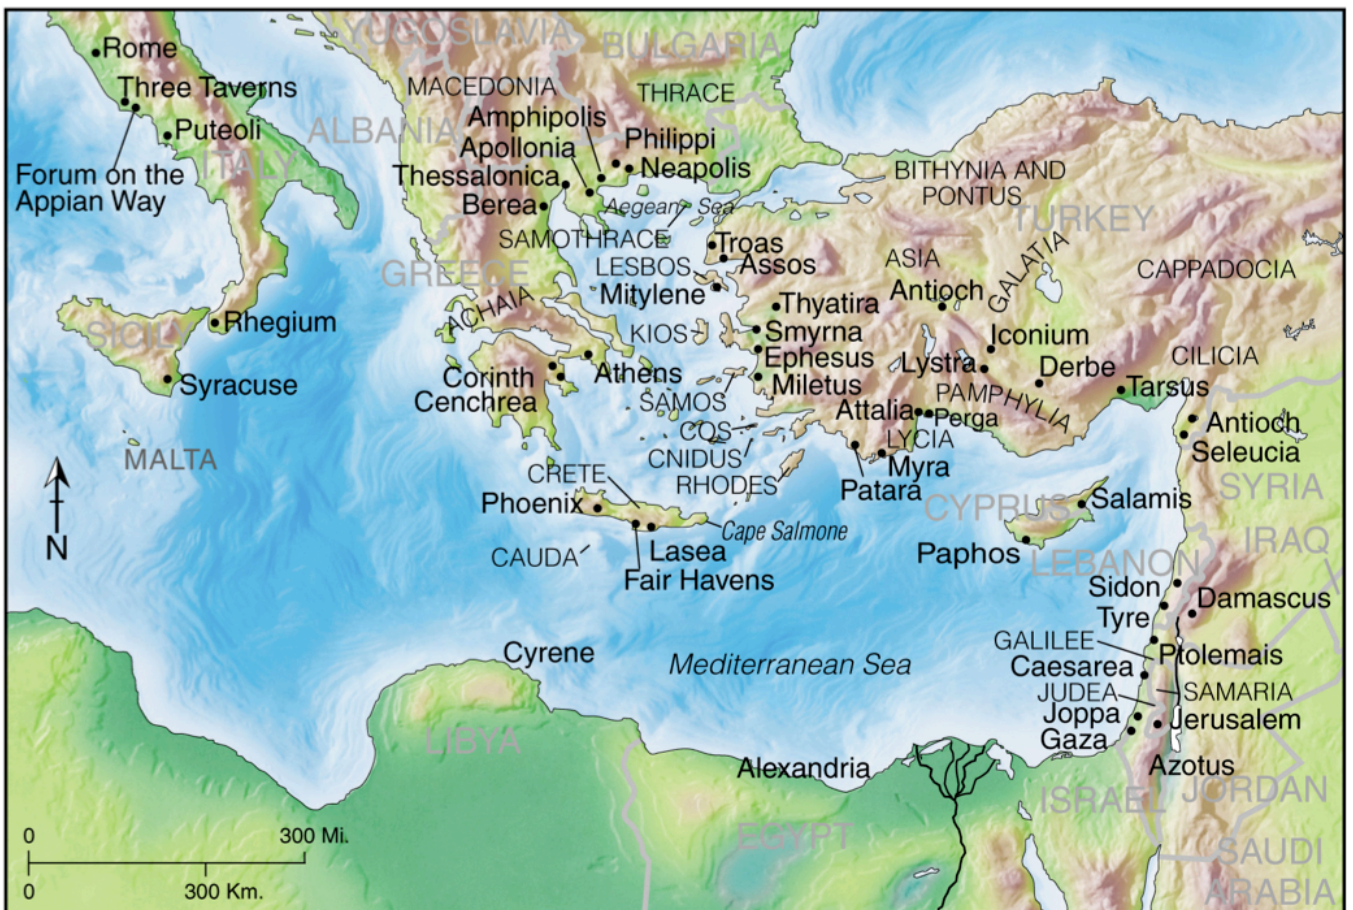 YUGOSLAVIA
BULGARIA
Rome
MACEDONIA
THRACE
Three Taverns
Amphipolis
ALBANIA
Puteoli
Philippi
Apollonia
ITALY
Neapolis
Forum on the
Appian Way
Thessalonica
BITHYNIA AND
PONTUS
Berea
Aegean Sea
TURKEY
SAMOTHRACE
Troas
Assos
ASIA
GALATIA
CAPPADOCIA
GREECE
LESBOS
Mitylene
Antioch
ACHAIA
Thyatira
SICILY
Rhegium
KIOS
Smyrna
Iconium
Ephesus
Lystra
Derbe
CILICIA
Syracuse
Corinth
Athens
Miletus
Tarsus
Cenchrea
SAMOS
PAMPHYLIA
Attalia
Perga
Antioch
MALTA
COS
LYCIA
Seleucia
CNIDUS
Myra
CRETE
RHODES
Patara
SYRIA
Phoenix
CYPRUS
Salamis
N
Cape Salmone
CAUDA
Lasea
Paphos
LEBANON
IRAQ
Fair Havens
Sidon
Damascus
Tyre
Cyrene
GALILEE
Ptolemais
Mediterranean Sea
Caesarea
JUDEA
SAMARIA
Joppa
Jerusalem
LIBYA
Gaza
Alexandria
Azotus
ISRAEL
JORDAN
EGYPT
0 300 Mi.
0 300 Km.
SAUDI
ARABIA